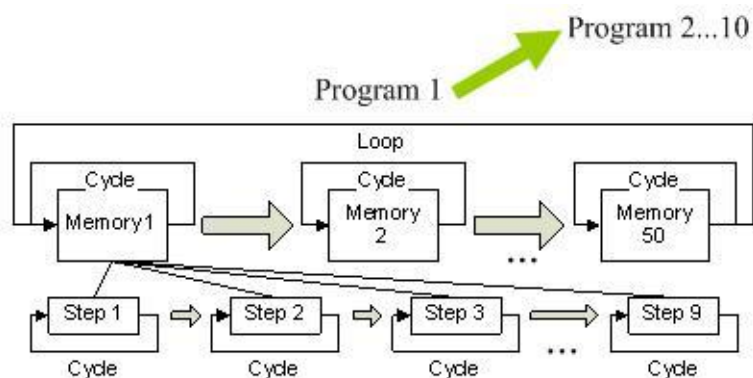 Program 2...10
Program 1
Loop
Cycle
Cycle
Cycle
Memory1
Memory
2
Memory
50
...
Step 1
Step 2
Step 3
Step 9
...
Cycle
Cycle
Cycle
Cycle